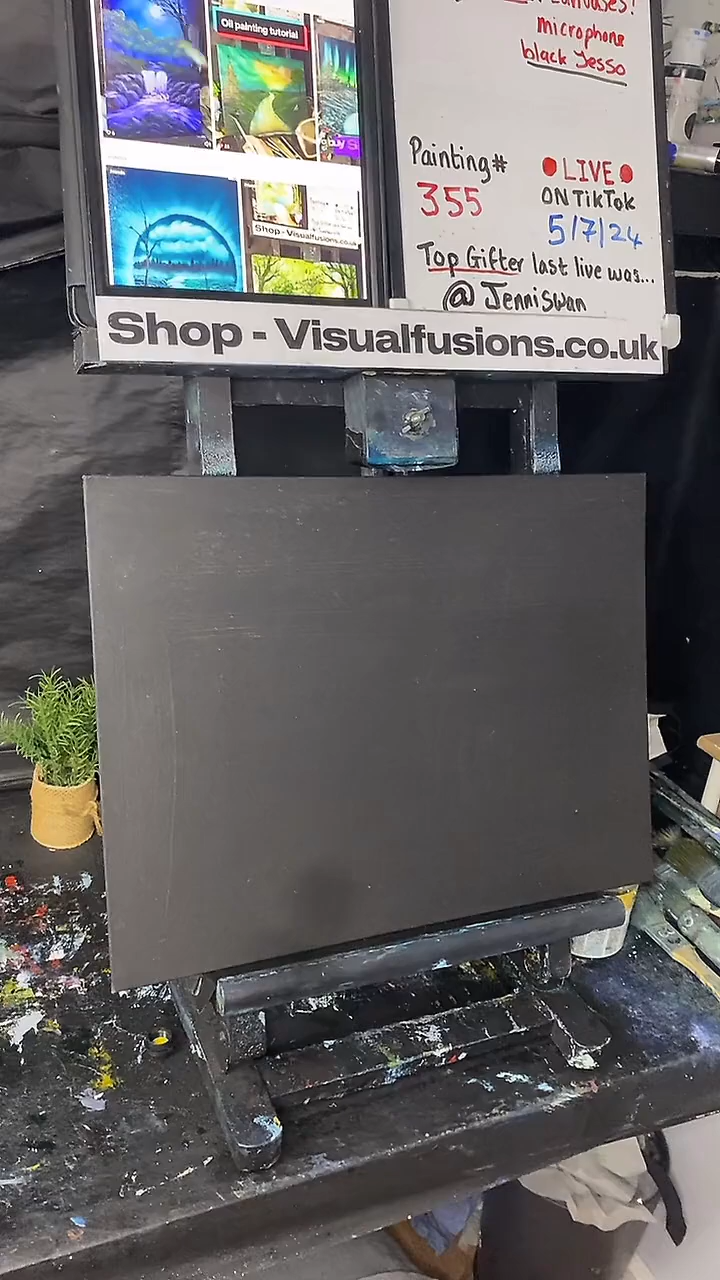 Oil painting tutorial
canvases!
microphone
black Jesso
Painting#
355
LIVE
ON TikTok
5/7/24
Top Gifter last live was...
@Jenniswan
Shop - Visualfusions.co.uk
Shop - Visualfusions.co.uk